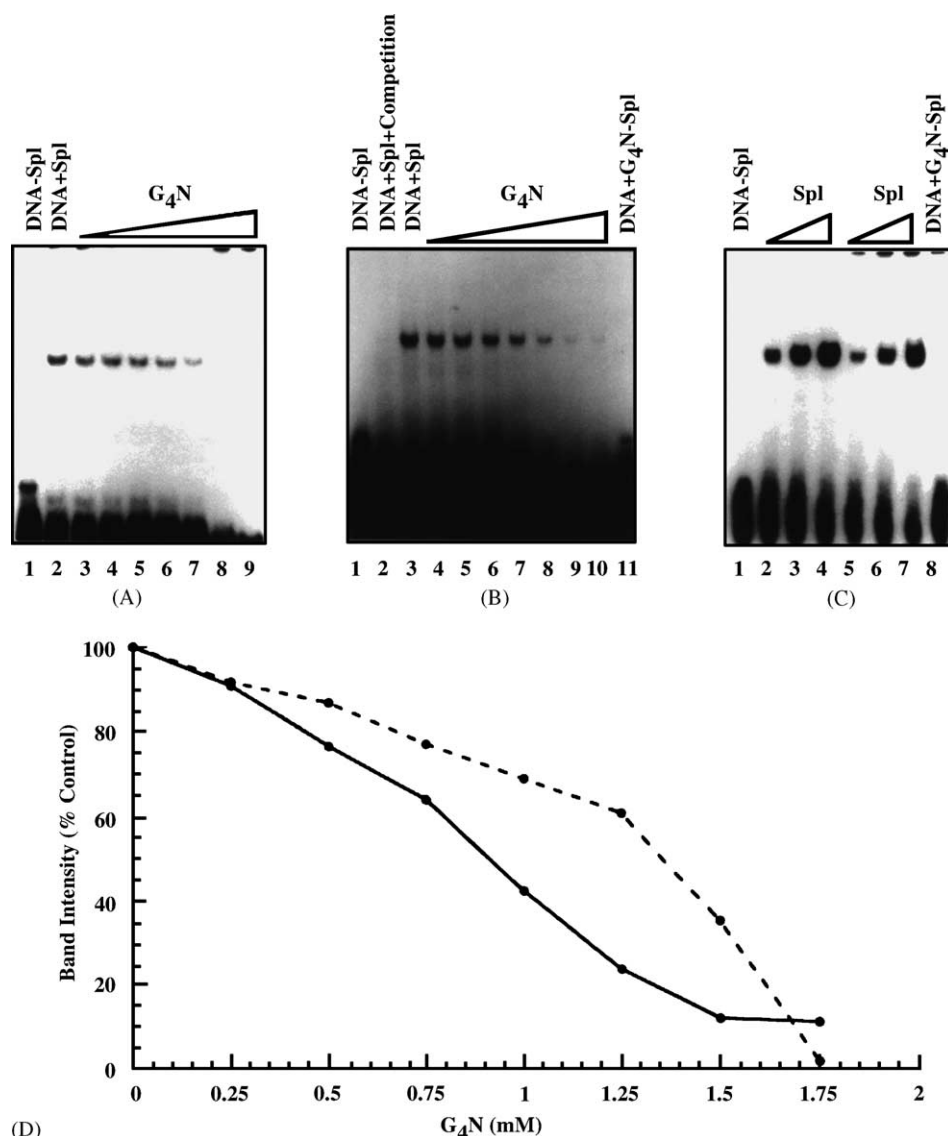 DNA-Spl
DNA+Spl
G4N
1 2 3 4 5 6 7 8 9
(A)
DNA-Spl
DNA+Spl+Competition
DNA+Spl
G4N
DNA+G4N-Spl
1 2 3 4 5 6 7 8 9 10 11
(B)
DNA-Spl
Spl
Spl
DNA+G4N-Spl
1 2 3 4 5 6 7 8
(C)
Band Intensity (% Control)
100
80
60
40
20
0
0 0.25 0.5 0.75 1 1.25 1.5 1.75 2
G4N (mM)
(D)